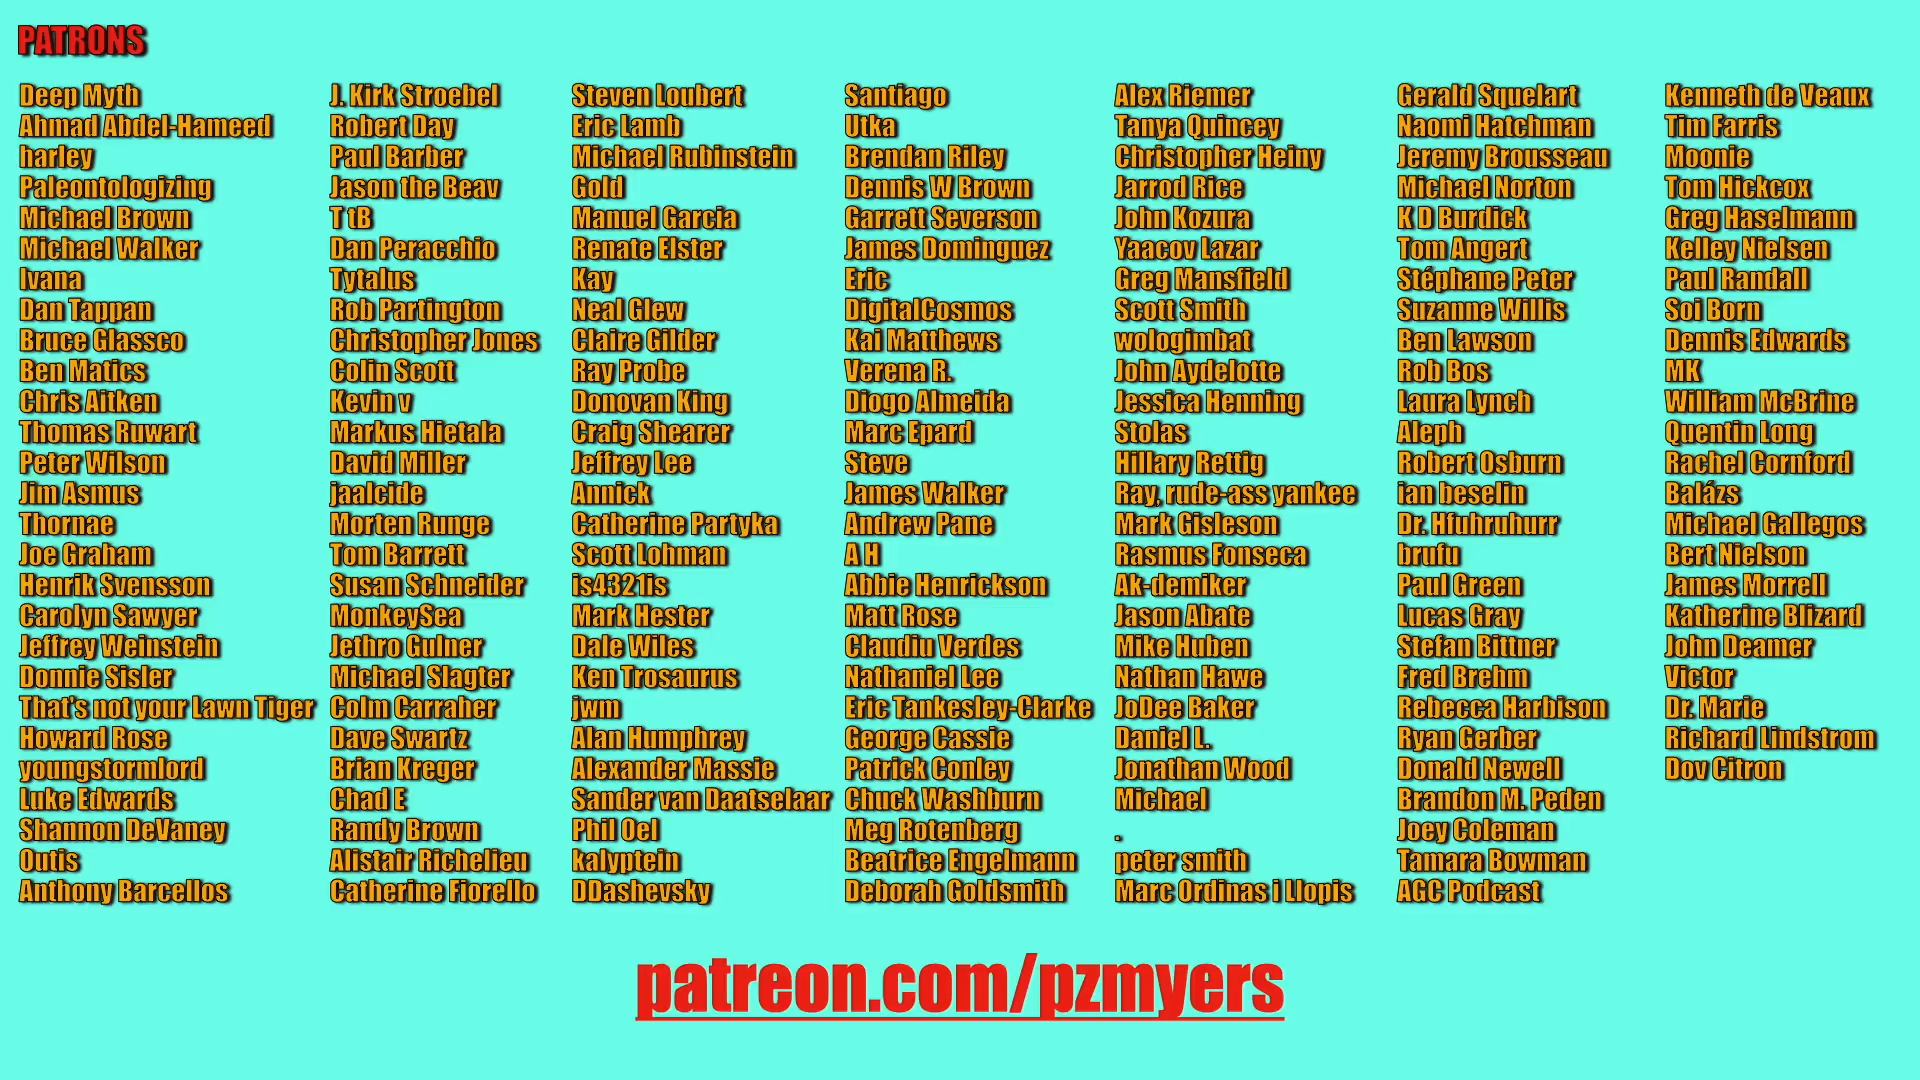 PATRONS
Deep Myth
Ahmad Abdel-Hameed
harley
Paleontologizing
Michael Brown
Michael Walker
Ivana
Dan Tappan
Bruce Glassco
Ben Matics
Chris Aitken
Thomas Ruwart
Peter Wilson
Jim Asmus
Thornae
Joe Graham
Henrik Svensson
Carolyn Sawyer
Jeffrey Weinstein
Donnie Sisler
That's not your Lawn Tiger
Howard Rose
youngstormlord
Luke Edwards
Shannon DeVaney
Outis
Anthony Barcellos
J. Kirk Stroebel
Robert Day
Paul Barber
Jason the Beav
T tB
Dan Peracchio
Tytalus
Rob Partington
Christopher Jones
Colin Scott
Kevin v
Markus Hietala
David Miller
jaalcide
Morten Runge
Tom Barrett
Susan Schneider
MonkeySea
Jethro Gulner
Michael Slagter
Colm Carraher
Dave Swartz
Brian Kreger
Chad E
Randy Brown
Alistair Richelieu
Catherine Fiorello
Steven Loubert
Eric Lamb
Michael Rubinstein
Gold
Manuel Garcia
Renate Elster
Kay
Neal Glew
Claire Gilder
Ray Probe
Donovan King
Craig Shearer
Jeffrey Lee
Annick
Catherine Partyka
Scott Lohman
is4321is
Mark Hester
Dale Wiles
Ken Trosaurus
jwm
Alan Humphrey
Alexander Massie
Sander van Daatselaar
Phil Oel
kalyptein
DDashevsky
Santiago
Utka
Brendan Riley
Dennis W Brown
Garrett Severson
James Dominguez
Eric
DigitalCosmos
Kai Matthews
Verena R.
Diogo Almeida
Marc Epard
Steve
James Walker
Andrew Pane
A H
Abbie Henrickson
Matt Rose
Claudiu Verdes
Nathaniel Lee
Eric Tankesley-Clarke
George Cassie
Patrick Conley
Chuck Washburn
Meg Rotenberg
Beatrice Engelmann
Deborah Goldsmith
Alex Riemer
Tanya Quincey
Christopher Heiny
Jarrod Rice
John Kozura
Yaacov Lazar
Greg Mansfield
Scott Smith
wologimbat
John Aydelotte
Jessica Henning
Stolas
Hillary Rettig
Ray, rude-ass yankee
Mark Gisleson
Rasmus Fonseca
Ak-demiker
Jason Abate
Mike Huben
Nathan Hawe
JoDee Baker
Daniel L.
Jonathan Wood
Michael
.
peter smith
Marc Ordinas i Llopis
Gerald Squelart
Naomi Hatchman
Jeremy Brousseau
Michael Norton
K D Burdick
Tom Angert
Stéphane Peter
Suzanne Willis
Ben Lawson
Rob Bos
Laura Lynch
Aleph
Robert Osburn
ian beselin
Dr. Hfuhruhurr
brufu
Paul Green
Lucas Gray
Stefan Bittner
Fred Brehm
Rebecca Harbison
Ryan Gerber
Donald Newell
Brandon M. Peden
Joey Coleman
Tamara Bowman
AGC Podcast
Kenneth de Veaux
Tim Farris
Moonie
Tom Hickcox
Greg Haselmann
Kelley Nielsen
Paul Randall
Soi Born
Dennis Edwards
MK
William McBrine
Quentin Long
Rachel Cornford
Balázs
Michael Gallegos
Bert Nielson
James Morrell
Katherine Blizard
John Deamer
Victor
Dr. Marie
Richard Lindstrom
Dov Citron
patreon.com/pzmyers